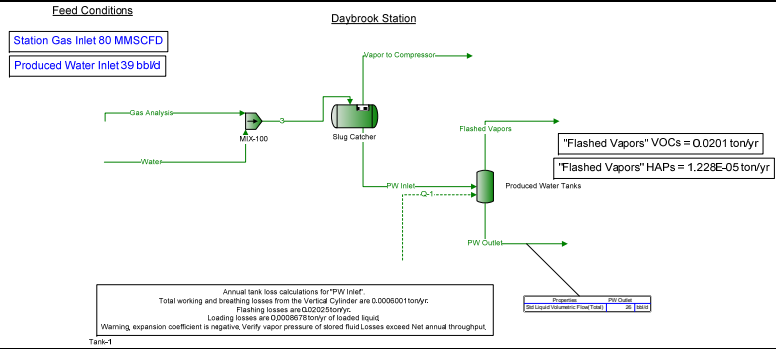 Feed Conditions
Daybrook Station
Station Gas Inlet 80 MMSCFD
Produced Water Inlet 39 bbl/d
Vapor to Compressor
Gas Analysis
3
MIX-100
Slug Catcher
Water
Flashed Vapors
"Flashed Vapors" VOCs = 0.0201 ton/yr
"Flashed Vapors" HAPs = 1.228E-05 ton/yr
PW Inlet
Q-1
Produced Water Tanks
PW Outlet
Annual tank loss calculations for "PW Inlet".
Total working and breathing losses from the Vertical Cylinder are 0.0006001 ton/yr.
Flashing losses are 0.02025 ton/yr.
Loading losses are 0.0008678 ton/yr of loaded liquid.
Warning, expansion coefficient is negative. Verify vapor pressure of stored fluid Losses exceed Net annual throughput.
Tank-1
Properties PW Outlet
Std Liquid Volumetric Flow(Total) 26 bbl/d